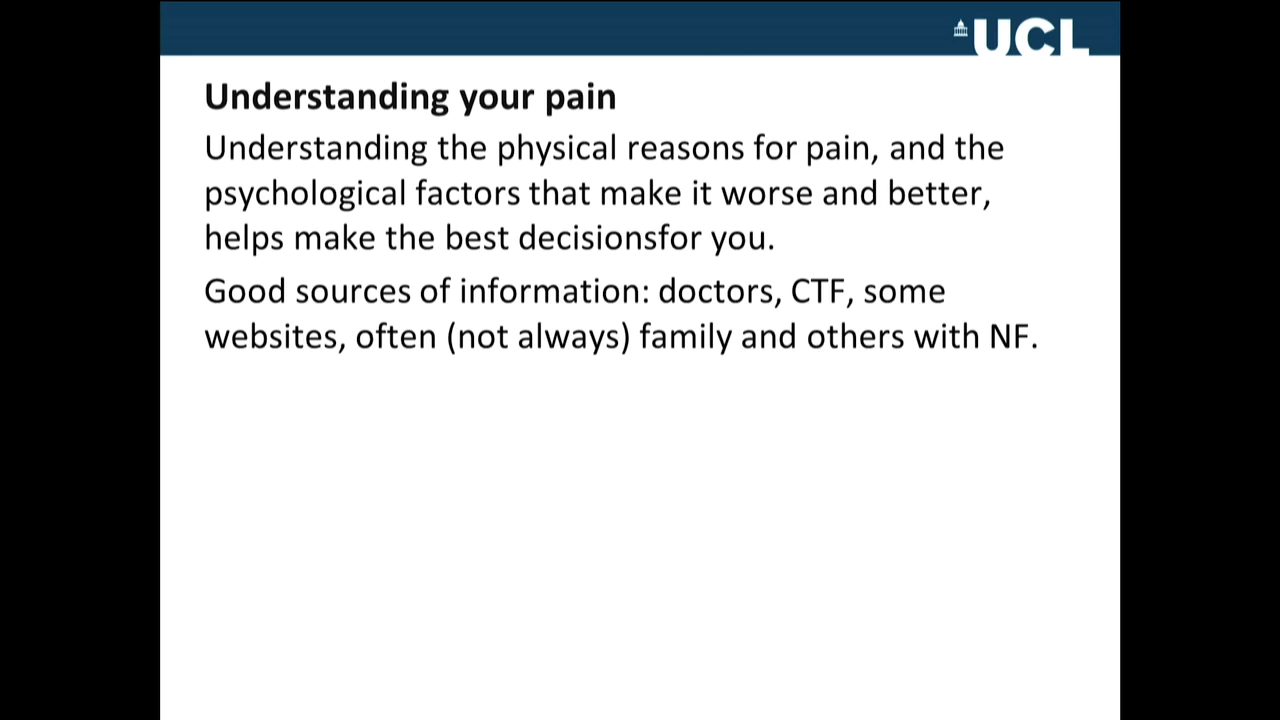 UCL
Understanding your pain
Understanding the physical reasons for pain, and the
psychological factors that make it worse and better,
helps make the best decisionsfor you.
Good sources of information: doctors, CTF, some
websites, often (not always) family and others with NF.